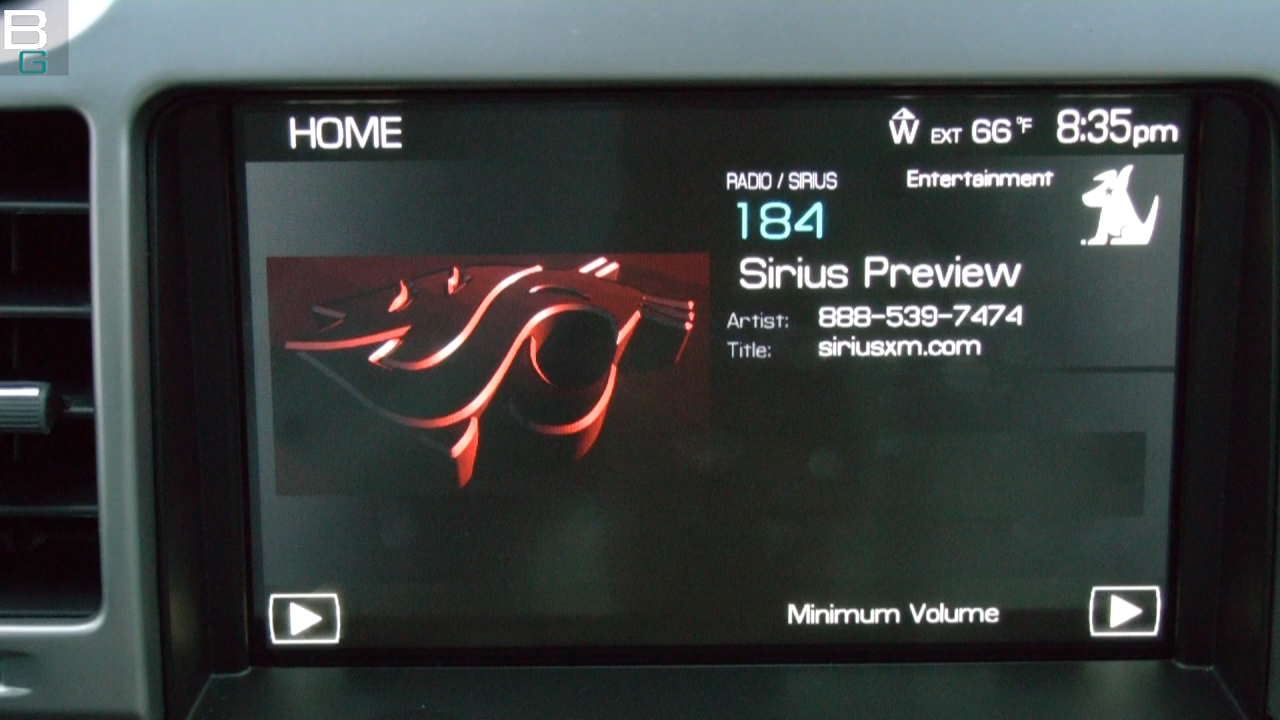 B
G
HOME
W EXT 66°F 8:35pm
RADIO / SIRIUS Entertainment
184
Sirius Preview
Artist: 888-539-7474
Title: siriusxm.com
Minimum Volume